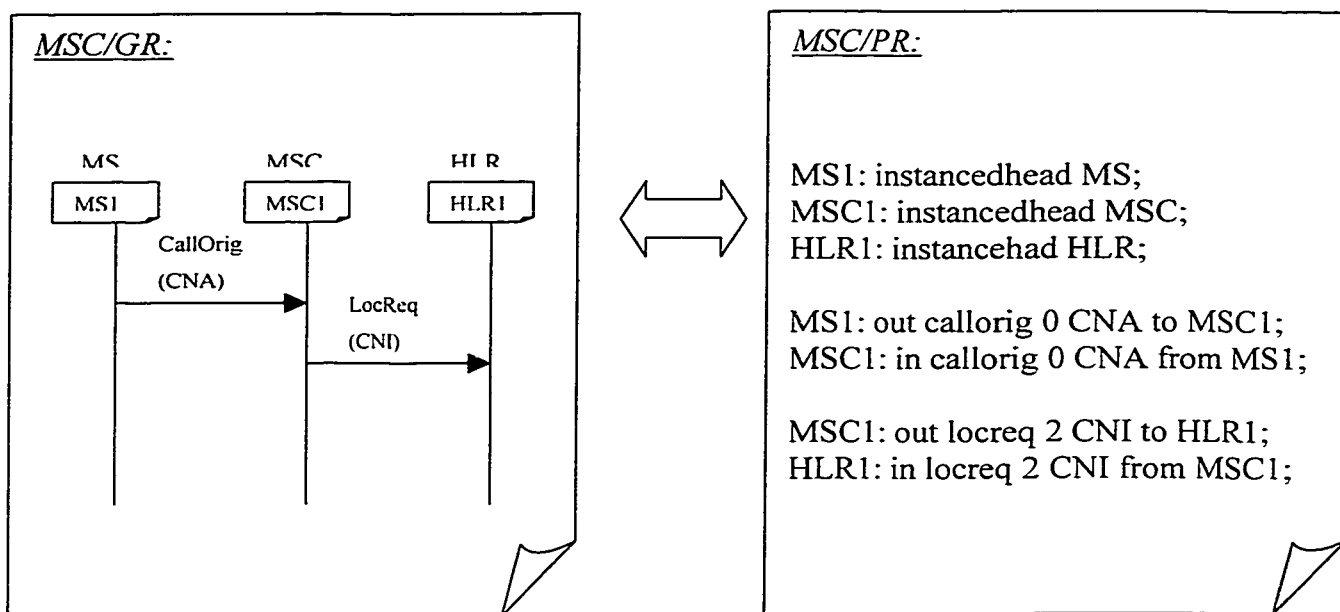 MSC/GR:
MS MSC HLR
MS1 MSC1 HLR1
CallOrig
(CNA)
LocReq
(CNI)
MSC/PR:
MS1: instancedhead MS;
MSC1: instancedhead MSC;
HLR1: instancehad HLR;
MS1: out callorig 0 CNA to MSC1;
MSC1: in callorig 0 CNA from MS1;
MSC1: out locreq 2 CNI to HLR1;
HLR1: in locreq 2 CNI from MSC1;